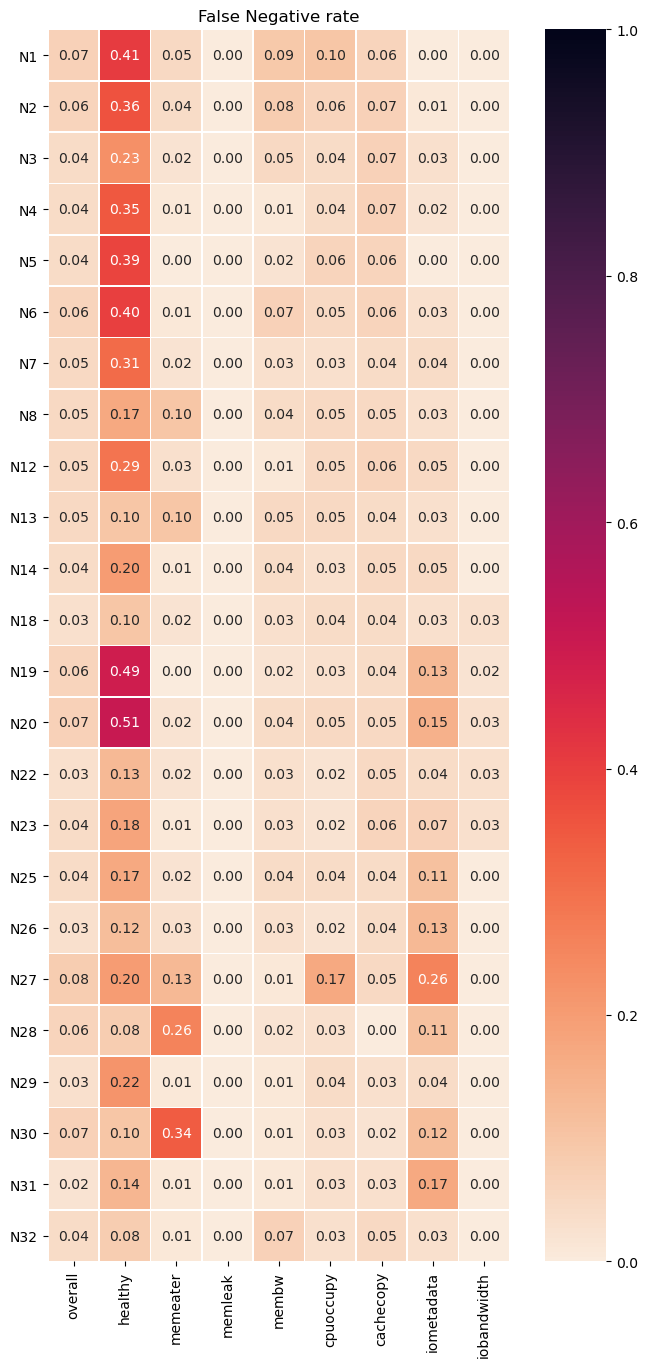 False Negative rate
N1 0.07 0.41 0.05 0.00 0.09 0.10 0.06 0.00 0.00
N2 0.06 0.36 0.04 0.00 0.08 0.06 0.07 0.01 0.00
N3 0.04 0.23 0.02 0.00 0.05 0.04 0.07 0.03 0.00
N4 0.04 0.35 0.01 0.00 0.01 0.04 0.07 0.02 0.00
N5 0.04 0.39 0.00 0.00 0.02 0.06 0.06 0.00 0.00
N6 0.06 0.40 0.01 0.00 0.07 0.05 0.06 0.03 0.00
N7 0.05 0.31 0.02 0.00 0.03 0.03 0.04 0.04 0.00
N8 0.05 0.17 0.10 0.00 0.04 0.05 0.05 0.03 0.00
N12 0.05 0.29 0.03 0.00 0.01 0.05 0.06 0.05 0.00
N13 0.05 0.10 0.10 0.00 0.05 0.05 0.04 0.03 0.00
N14 0.04 0.20 0.01 0.00 0.04 0.03 0.05 0.05 0.00
N18 0.03 0.10 0.02 0.00 0.03 0.04 0.04 0.03 0.03
N19 0.06 0.49 0.00 0.00 0.02 0.03 0.04 0.13 0.02
N20 0.07 0.51 0.02 0.00 0.04 0.05 0.05 0.15 0.03
N22 0.03 0.13 0.02 0.00 0.03 0.02 0.05 0.04 0.03
N23 0.04 0.18 0.01 0.00 0.03 0.02 0.06 0.07 0.03
N25 0.04 0.17 0.02 0.00 0.04 0.04 0.04 0.11 0.00
N26 0.03 0.12 0.03 0.00 0.03 0.02 0.04 0.13 0.00
N27 0.08 0.20 0.13 0.00 0.01 0.17 0.05 0.26 0.00
N28 0.06 0.08 0.26 0.00 0.02 0.03 0.00 0.11 0.00
N29 0.03 0.22 0.01 0.00 0.01 0.04 0.03 0.04 0.00
N30 0.07 0.10 0.34 0.00 0.01 0.03 0.02 0.12 0.00
N31 0.02 0.14 0.01 0.00 0.01 0.03 0.03 0.17 0.00
N32 0.04 0.08 0.01 0.00 0.07 0.03 0.05 0.03 0.00
overall healthy memeater memleak membw cpuoccupy cachecopy iometadata iobandwidth
1.0
0.8
0.6
0.4
0.2
0.0